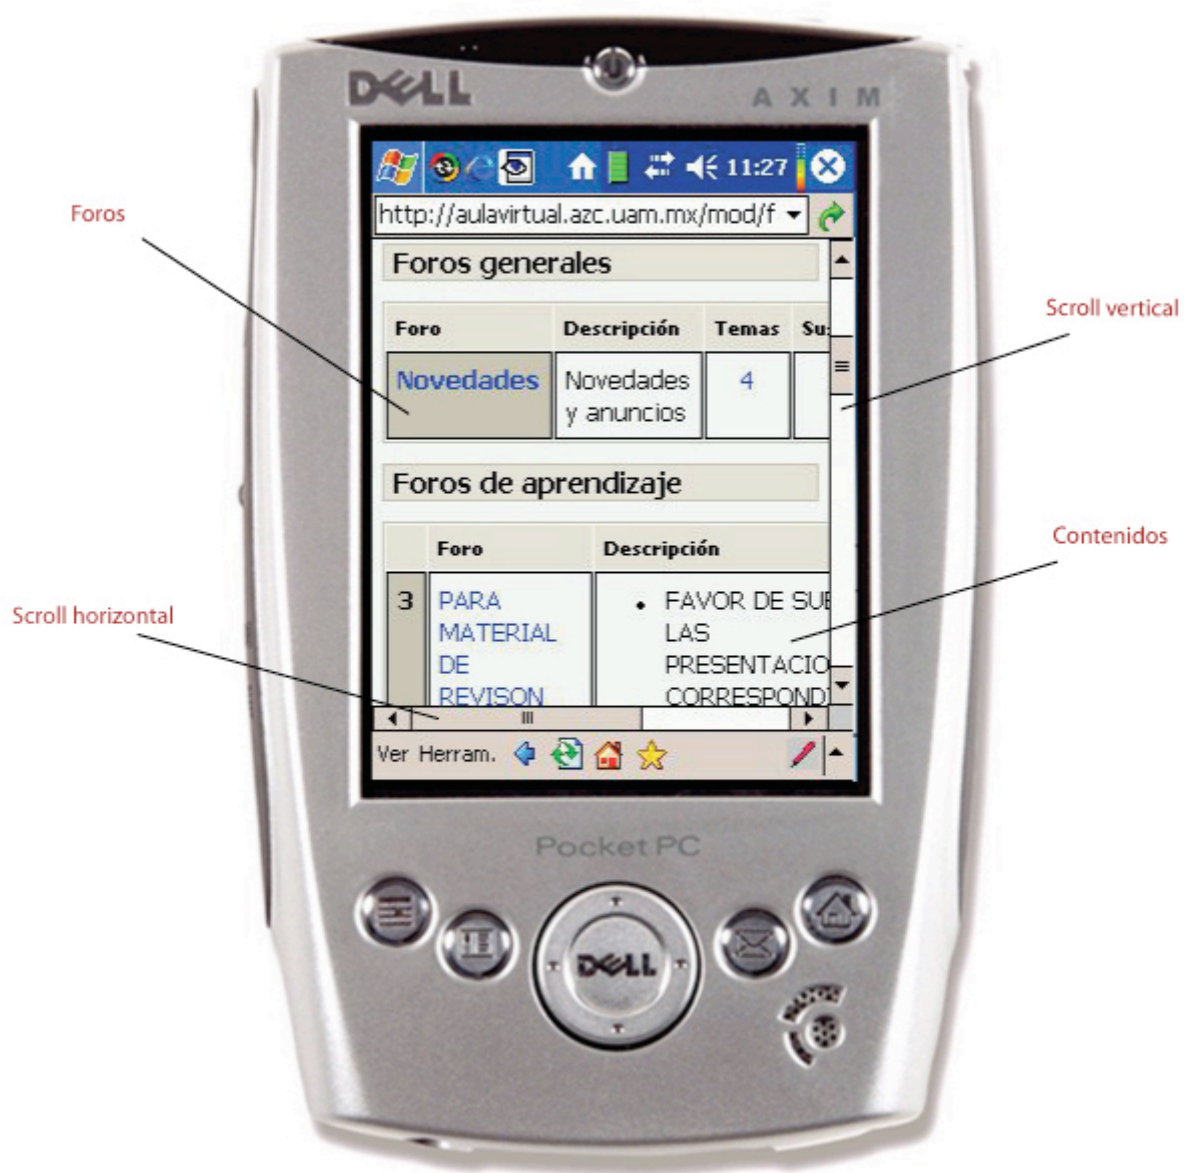 DELL
AXIM
11:27
http://aulavirtual.azc.uam.mx/mod/f
Foros
Foros generales
Scroll vertical
Foro Descripción Temas Su
Novedades Novedades 4
y anuncios
Foros de aprendizaje
Foro Descripción
Contenidos
3 PARA • FAVOR DE SUB
MATERIAL LAS
DE PRESENTACIO
REVISON CORRESPOND
Scroll horizontal
Ver Herram.
Pocket PC
DELL